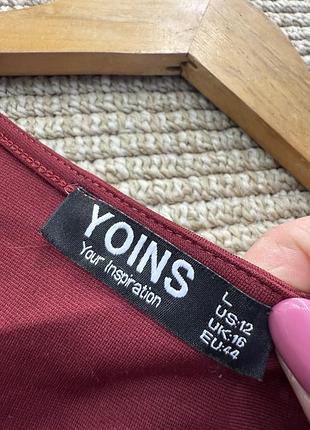 YOINS
Your Inspiration
L
US:12
UK:16
EU:44